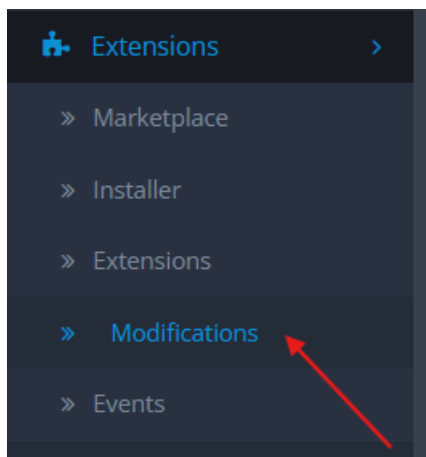 Extensions
Marketplace
Installer
Extensions
Modifications
Events